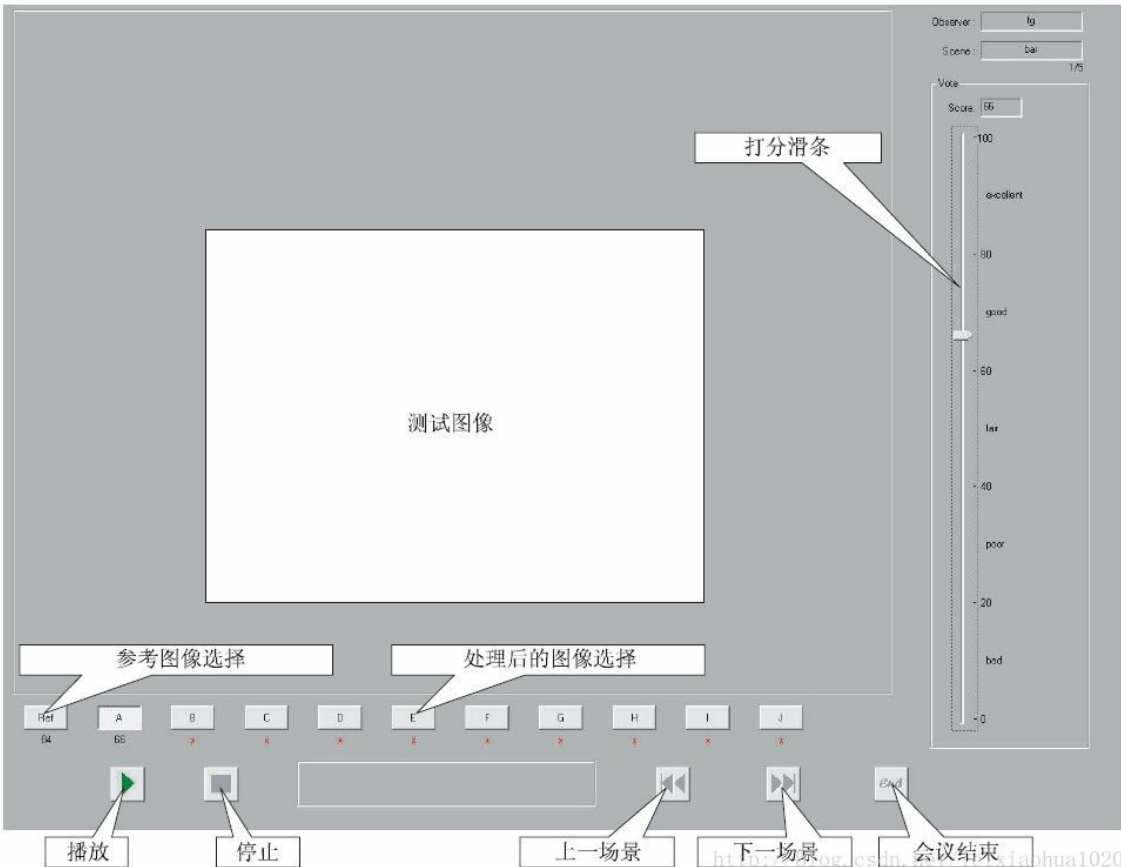 Observer :
Scene :
bar
1/5
Vote
Score: 66
打分滑条
100
excellent
80
good
60
fair
40
poor
20
bad
0
测试图像
参考图像选择
处理后的图像选择
Ref A B C D E F G H I J
84 66 × × × × × × × × ×
End
播放 停止 上一场景 下一场景 会议结束